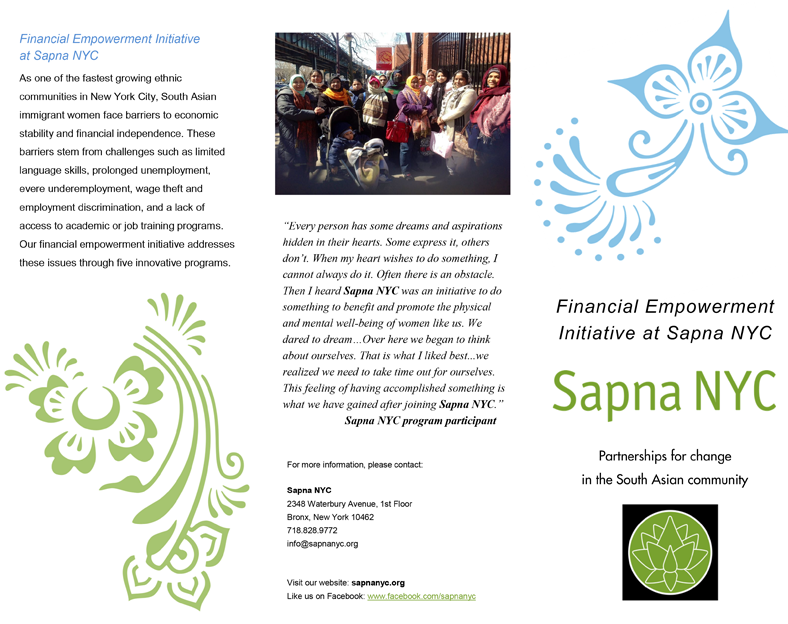 Financial Empowerment Initiative
at Sapna NYC
As one of the fastest growing ethnic
communities in New York City, South Asian
immigrant women face barriers to economic
stability and financial independence. These
barriers stem from challenges such as limited
language skills, prolonged unemployment,
evere underemployment, wage theft and
employment discrimination, and a lack of
access to academic or job training programs.
Our financial empowerment initiative addresses
these issues through five innovative programs.
“Every person has some dreams and aspirations
hidden in their hearts. Some express it, others
don’t. When my heart wishes to do something, I
cannot always do it. Often there is an obstacle.
Then I heard Sapna NYC was an initiative to do
something to benefit and promote the physical
and mental well-being of women like us. We
dared to dream…Over here we began to think
about ourselves. That is what I liked best...we
realized we need to take time out for ourselves.
This feeling of having accomplished something is
what we have gained after joining Sapna NYC.”
Sapna NYC program participant
For more information, please contact:
Sapna NYC
2348 Waterbury Avenue, 1st Floor
Bronx, New York 10462
718.828.9772
info@sapnanyc.org
Visit our website: sapnanyc.org
Like us on Facebook: www.facebook.com/sapnanyc
Financial Empowerment
Initiative at Sapna NYC
Sapna NYC
Partnerships for change
in the South Asian community